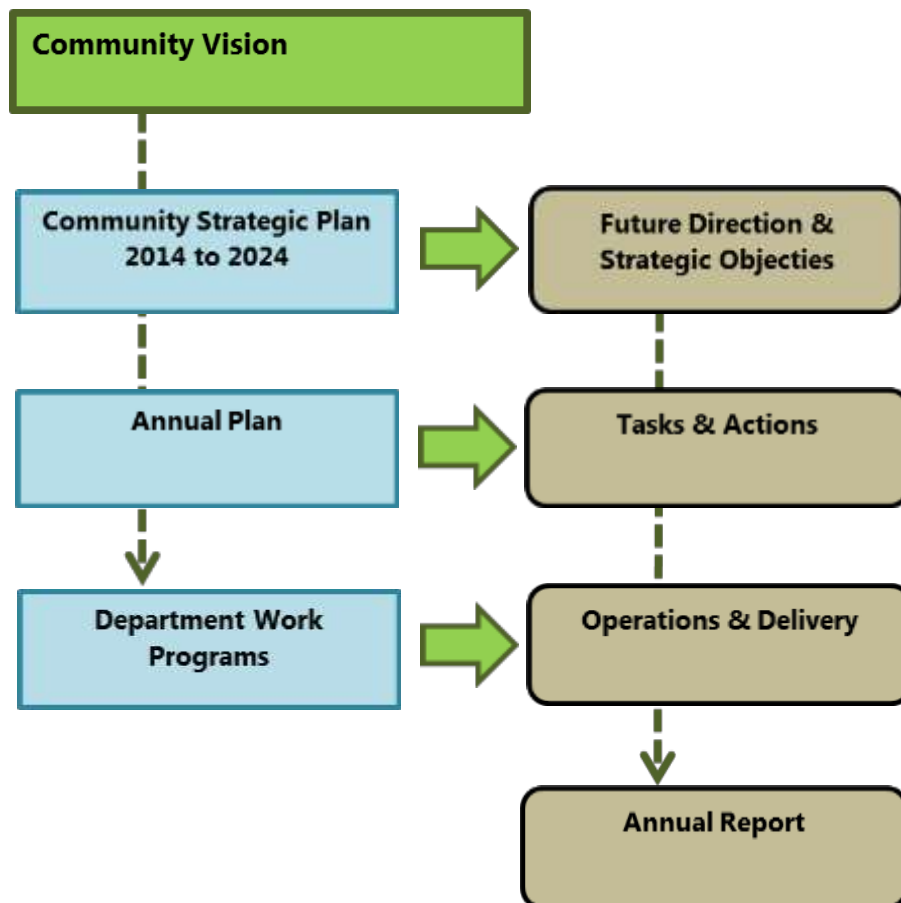 Community Vision
Community Strategic Plan
2014 to 2024
Future Direction &
Strategic Objecties
Annual Plan
Tasks & Actions
Department Work
Programs
Operations & Delivery
Annual Report